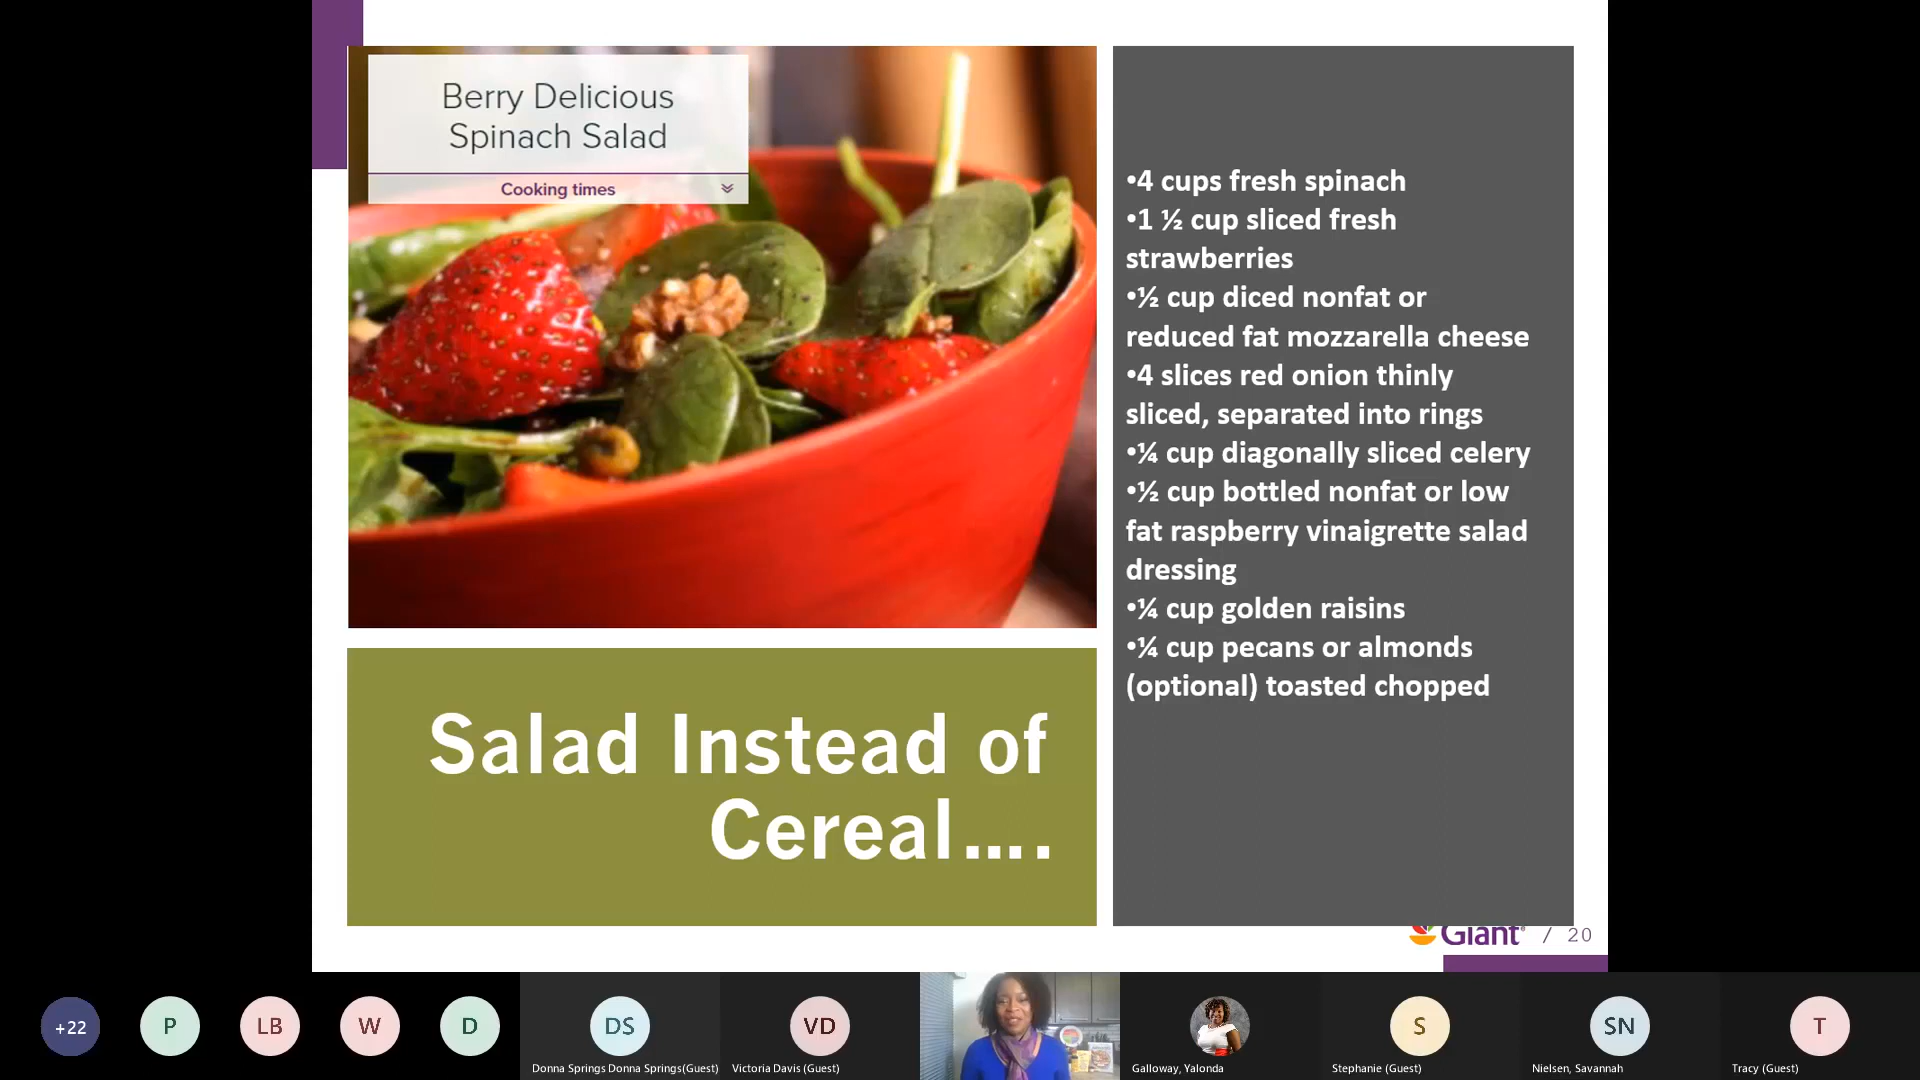 Berry Delicious
Spinach Salad
Cooking times
•4 cups fresh spinach
•1 ½ cup sliced fresh
strawberries
•½ cup diced nonfat or
reduced fat mozzarella cheese
•4 slices red onion thinly
sliced, separated into rings
•¼ cup diagonally sliced celery
•½ cup bottled nonfat or low
fat raspberry vinaigrette salad
dressing
•¼ cup golden raisins
•¼ cup pecans or almonds
(optional) toasted chopped
Salad Instead of
Cereal....
Giant / 20
+22
P
LB
W
D
DS
Donna Springs Donna Springs(Guest)
VD
Victoria Davis (Guest)
Galloway, Yalonda
S
Stephanie (Guest)
SN
Nielsen, Savannah
T
Tracy (Guest)